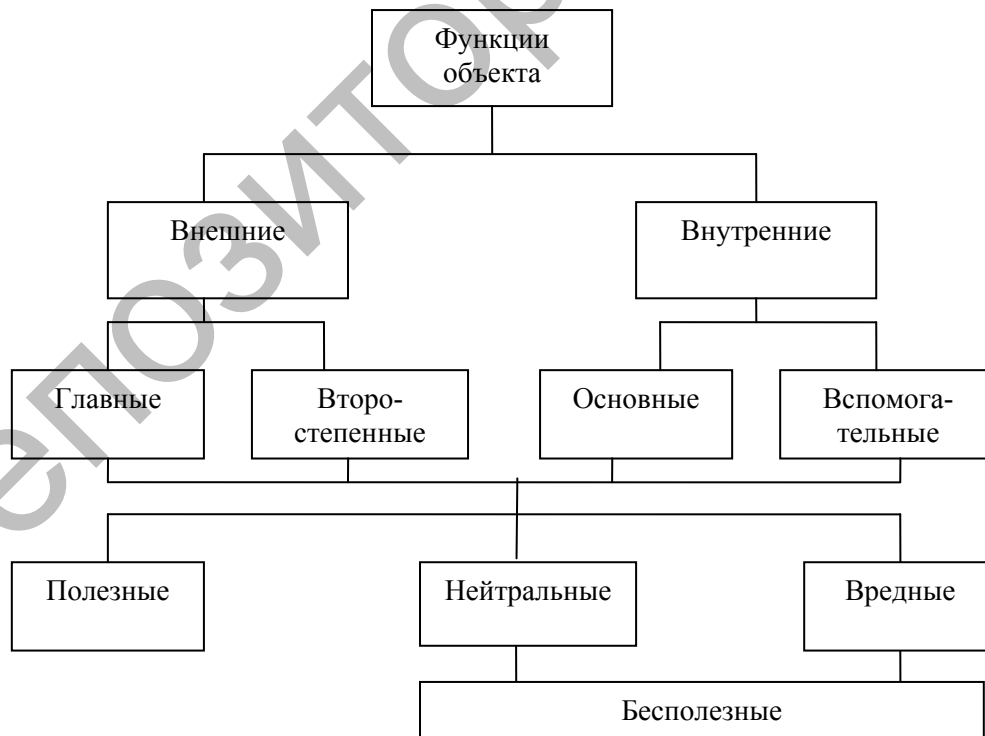 Функции
объекта
Внешние
Внутренние
Главные
Второ-
степенные
Основные
Вспомога-
тельные
Полезные
Нейтральные
Вредные
Бесполезные